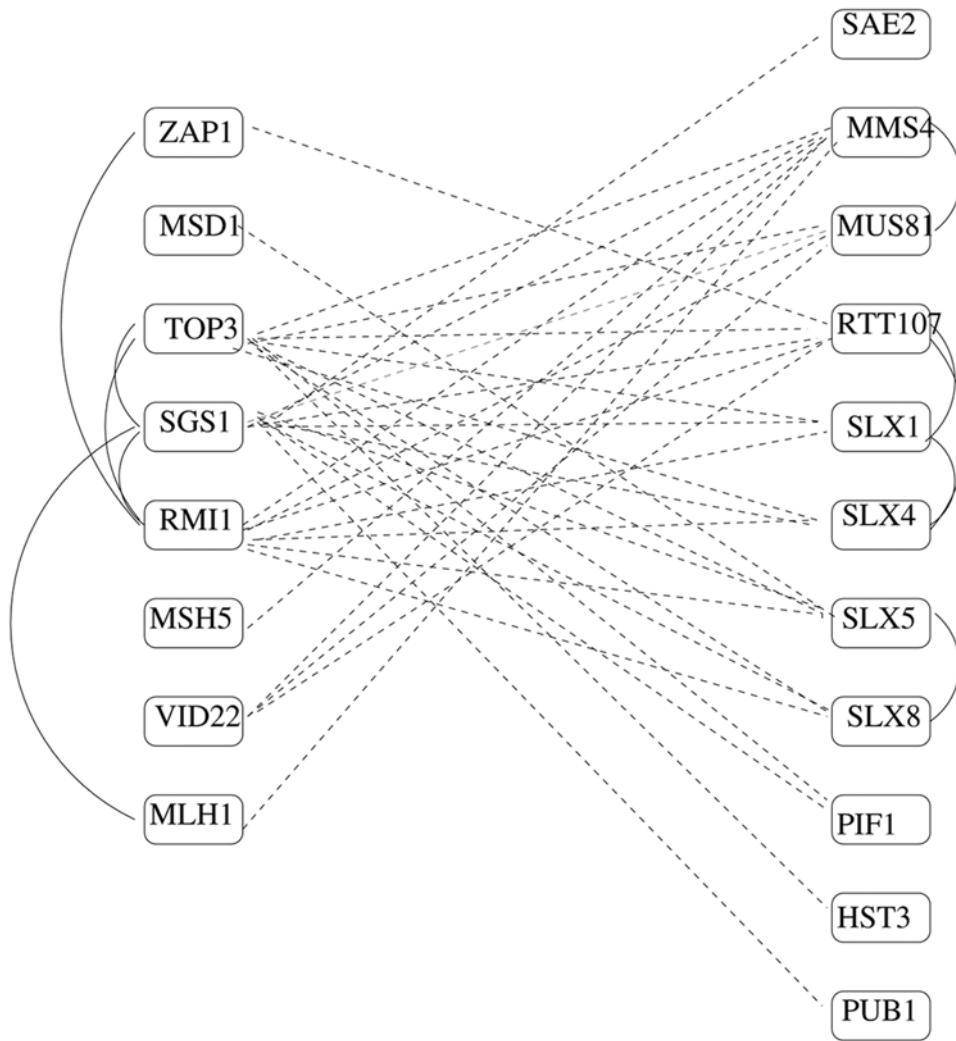 SAE2
ZAP1
MMS4
MSD1
MUS81
TOP3
RTT107
SGS1
SLX1
RMI1
SLX4
MSH5
SLX5
VID22
SLX8
MLH1
PIF1
HST3
PUB1